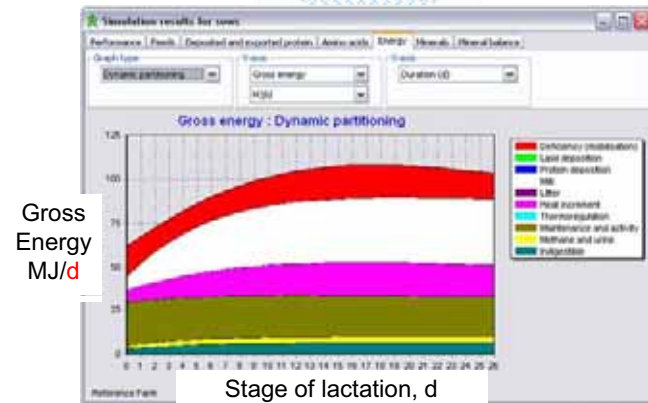 Simulation results for sows
Performance Feeds Deposited and exported protein Amino acids Energy Minerals Mineral balance
Graph type
Dynamic partitioning Gross energy Duration (d)
MJ/d
Gross energy : Dynamic partitioning
125
100
75
50
25
0
0 1 2 3 4 5 6 7 8 9 10 11 12 13 14 15 16 17 18 19 20 21 22 23 24 25 26
Gross
Energy
MJ/d
Deficiency (mobilisation)
Lipid deposition
Protein deposition
Milk
Litter
Heat increment
Thermoregulation
Maintenance and activity
Methane and urine
Indigestible
Reference Farm
Stage of lactation, d